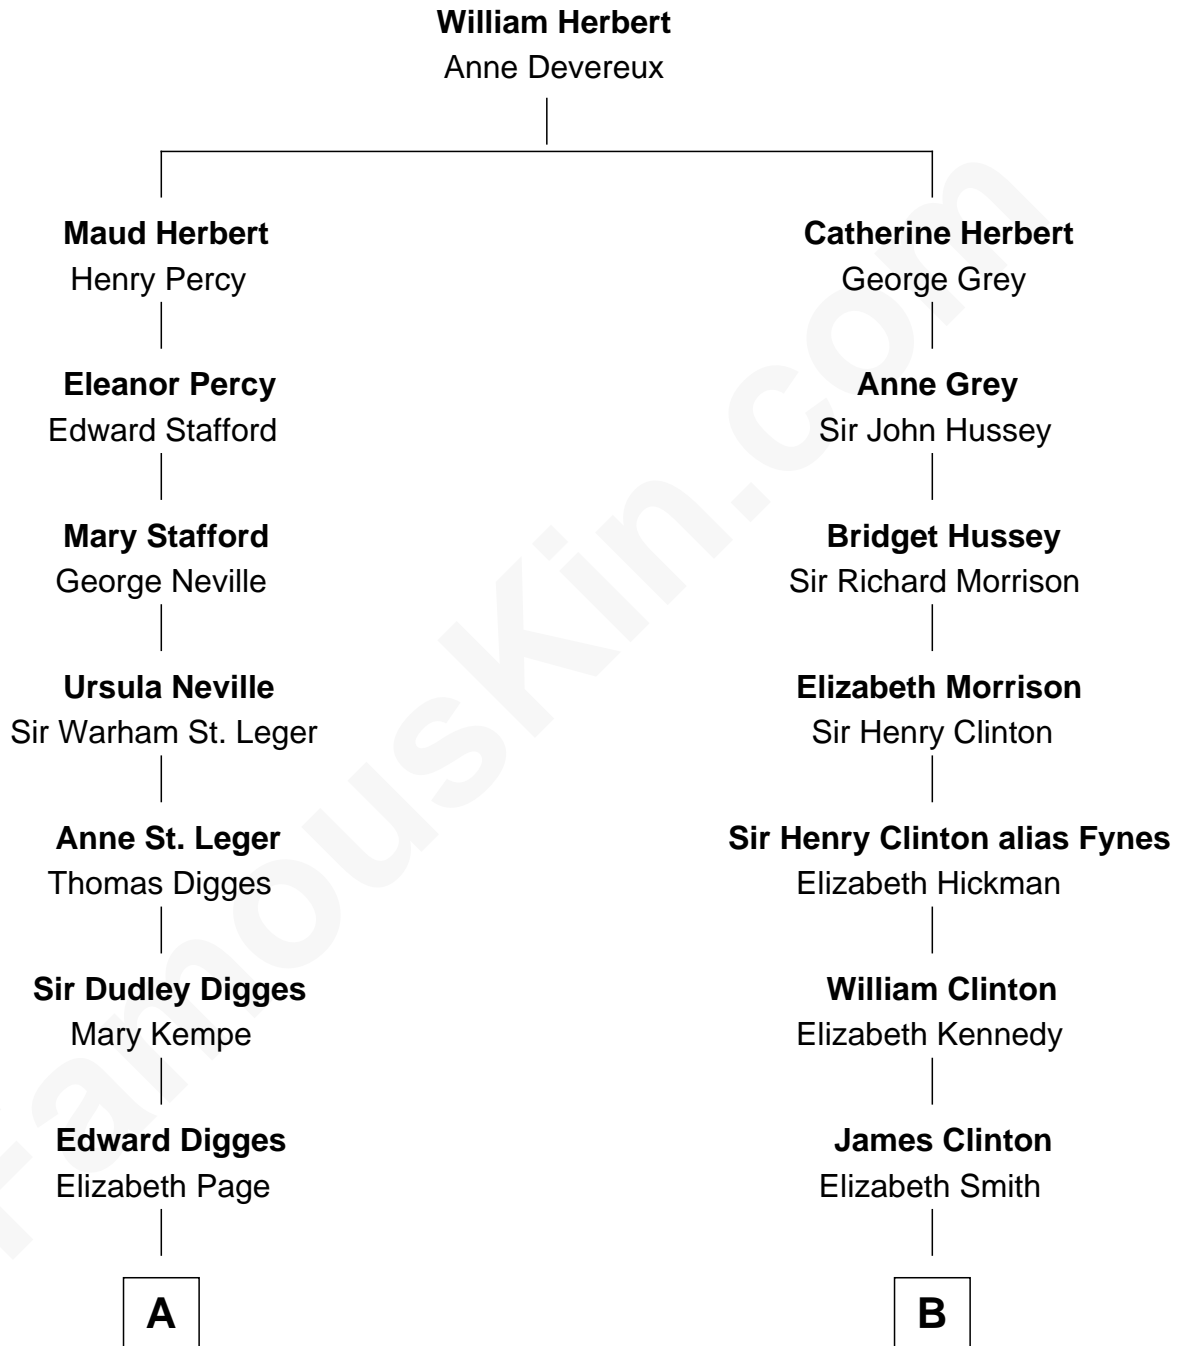 William Herbert
Anne Devereux
Maud Herbert
Henry Percy
Catherine Herbert
George Grey
Eleanor Percy
Edward Stafford
Anne Grey
Sir John Hussey
Mary Stafford
George Neville
Bridget Hussey
Sir Richard Morrison
Ursula Neville
Sir Warham St. Leger
Elizabeth Morrison
Sir Henry Clinton
Anne St. Leger
Thomas Digges
Sir Henry Clinton alias Fynes
Elizabeth Hickman
Sir Dudley Digges
Mary Kempe
William Clinton
Elizabeth Kennedy
Edward Digges
Elizabeth Page
James Clinton
Elizabeth Smith
A
B
FamousKin.com